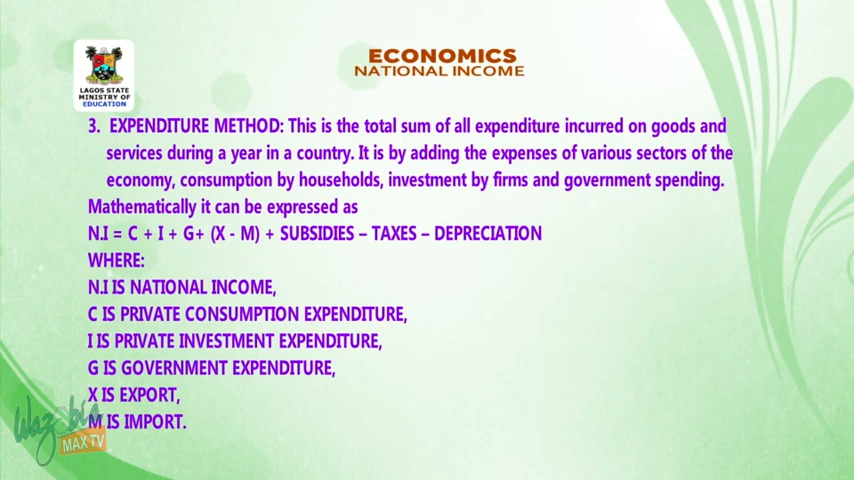 LAGOS STATE
MINISTRY OF
EDUCATION
ECONOMICS
NATIONAL INCOME
3. EXPENDITURE METHOD: This is the total sum of all expenditure incurred on goods and
services during a year in a country. It is by adding the expenses of various sectors of the
economy, consumption by households, investment by firms and government spending.
Mathematically it can be expressed as
N.I = C + I + G+ (X - M) + SUBSIDIES – TAXES – DEPRECIATION
WHERE:
N.I IS NATIONAL INCOME,
C IS PRIVATE CONSUMPTION EXPENDITURE,
I IS PRIVATE INVESTMENT EXPENDITURE,
G IS GOVERNMENT EXPENDITURE,
X IS EXPORT,
M IS IMPORT.
Wazobia
MAX TV